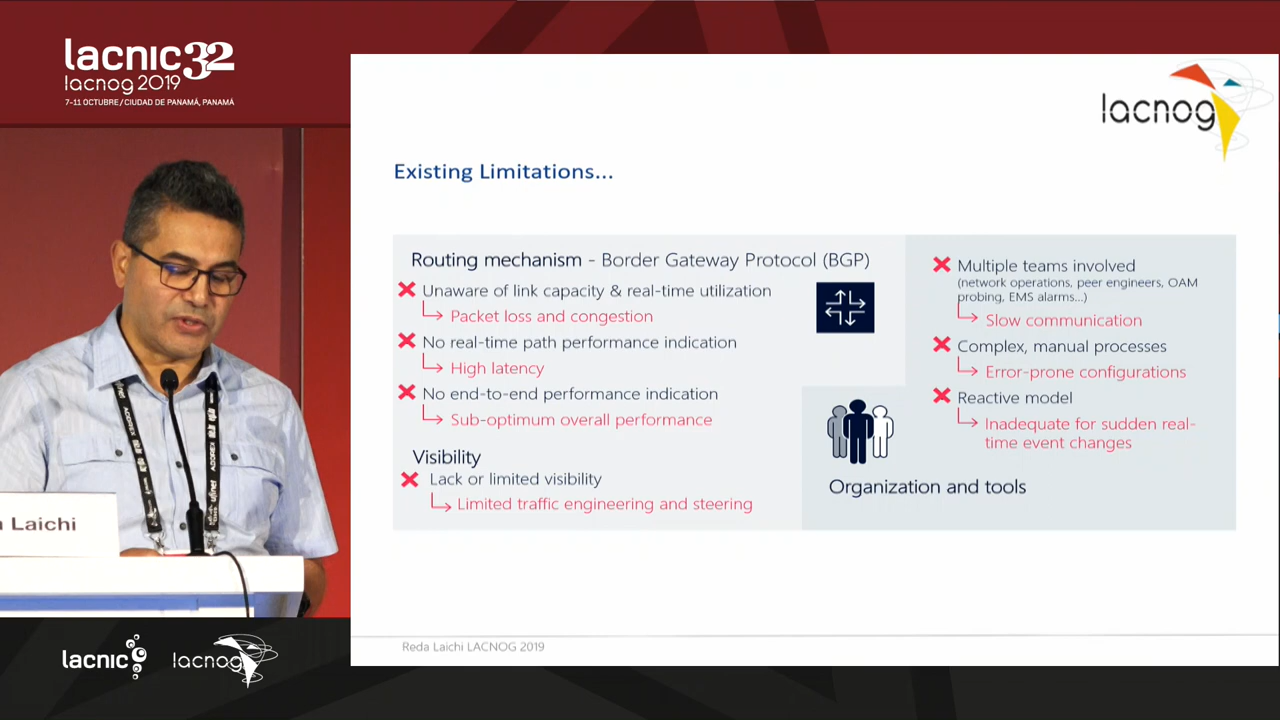 lacnic32
lacnog 2019
7-11 OCTUBRE / CIUDAD DE PANAMÁ, PANAMÁ
lacnog
Existing Limitations...
Routing mechanism - Border Gateway Protocol (BGP)
Unaware of link capacity & real-time utilization
Packet loss and congestion
No real-time path performance indication
High latency
No end-to-end performance indication
Sub-optimum overall performance
Visibility
Lack or limited visibility
Limited traffic engineering and steering
Multiple teams involved
(network operations, peer engineers, OAM
probing, EMS alarms...)
Slow communication
Complex, manual processes
Error-prone configurations
Reactive model
Inadequate for sudden real-
time event changes
Organization and tools
Laichi
ufinet
Reda Laichi LACNOG 2019
lacnic
lacnog